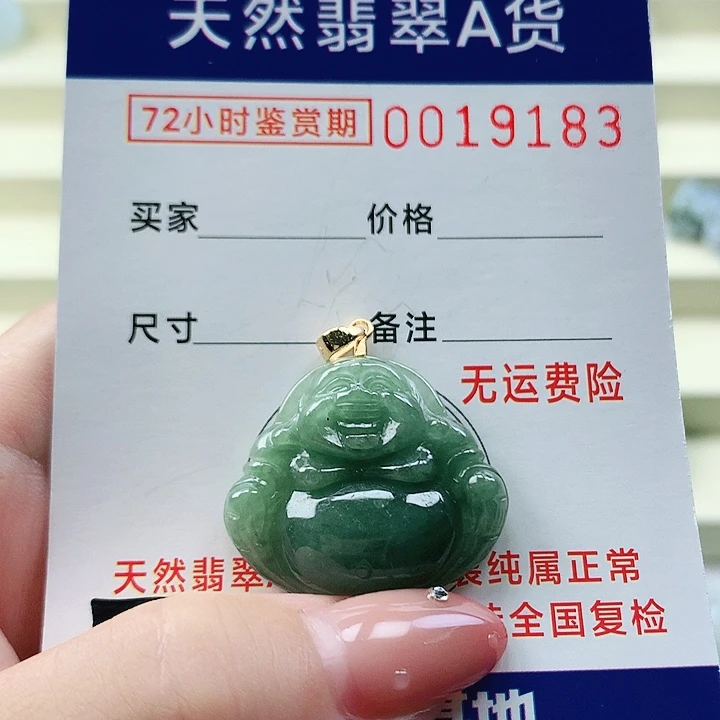 天然翡翠A货
72小时鉴赏期 0019183
买家 价格
尺寸 备注
无运费险
天然翡翠 纯属正常
全国复检
地